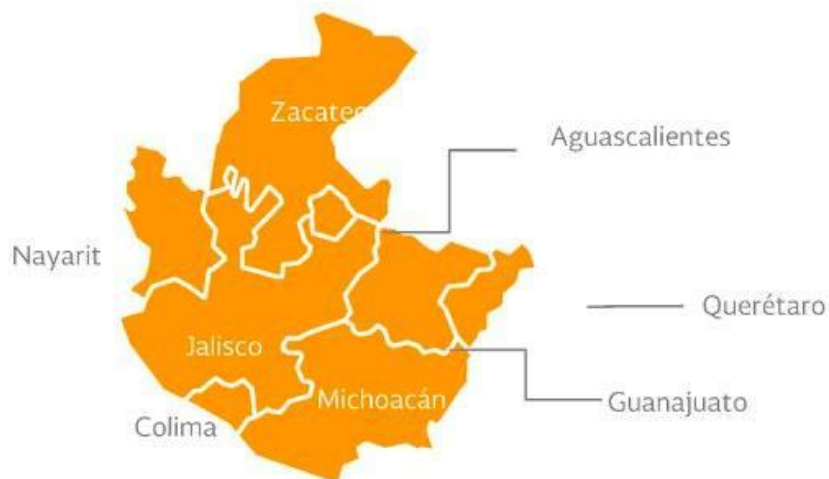 Zacatec
Aguascalientes
Nayarit
Querétaro
Jalisco
Michoacán
Guanajuato
Colima